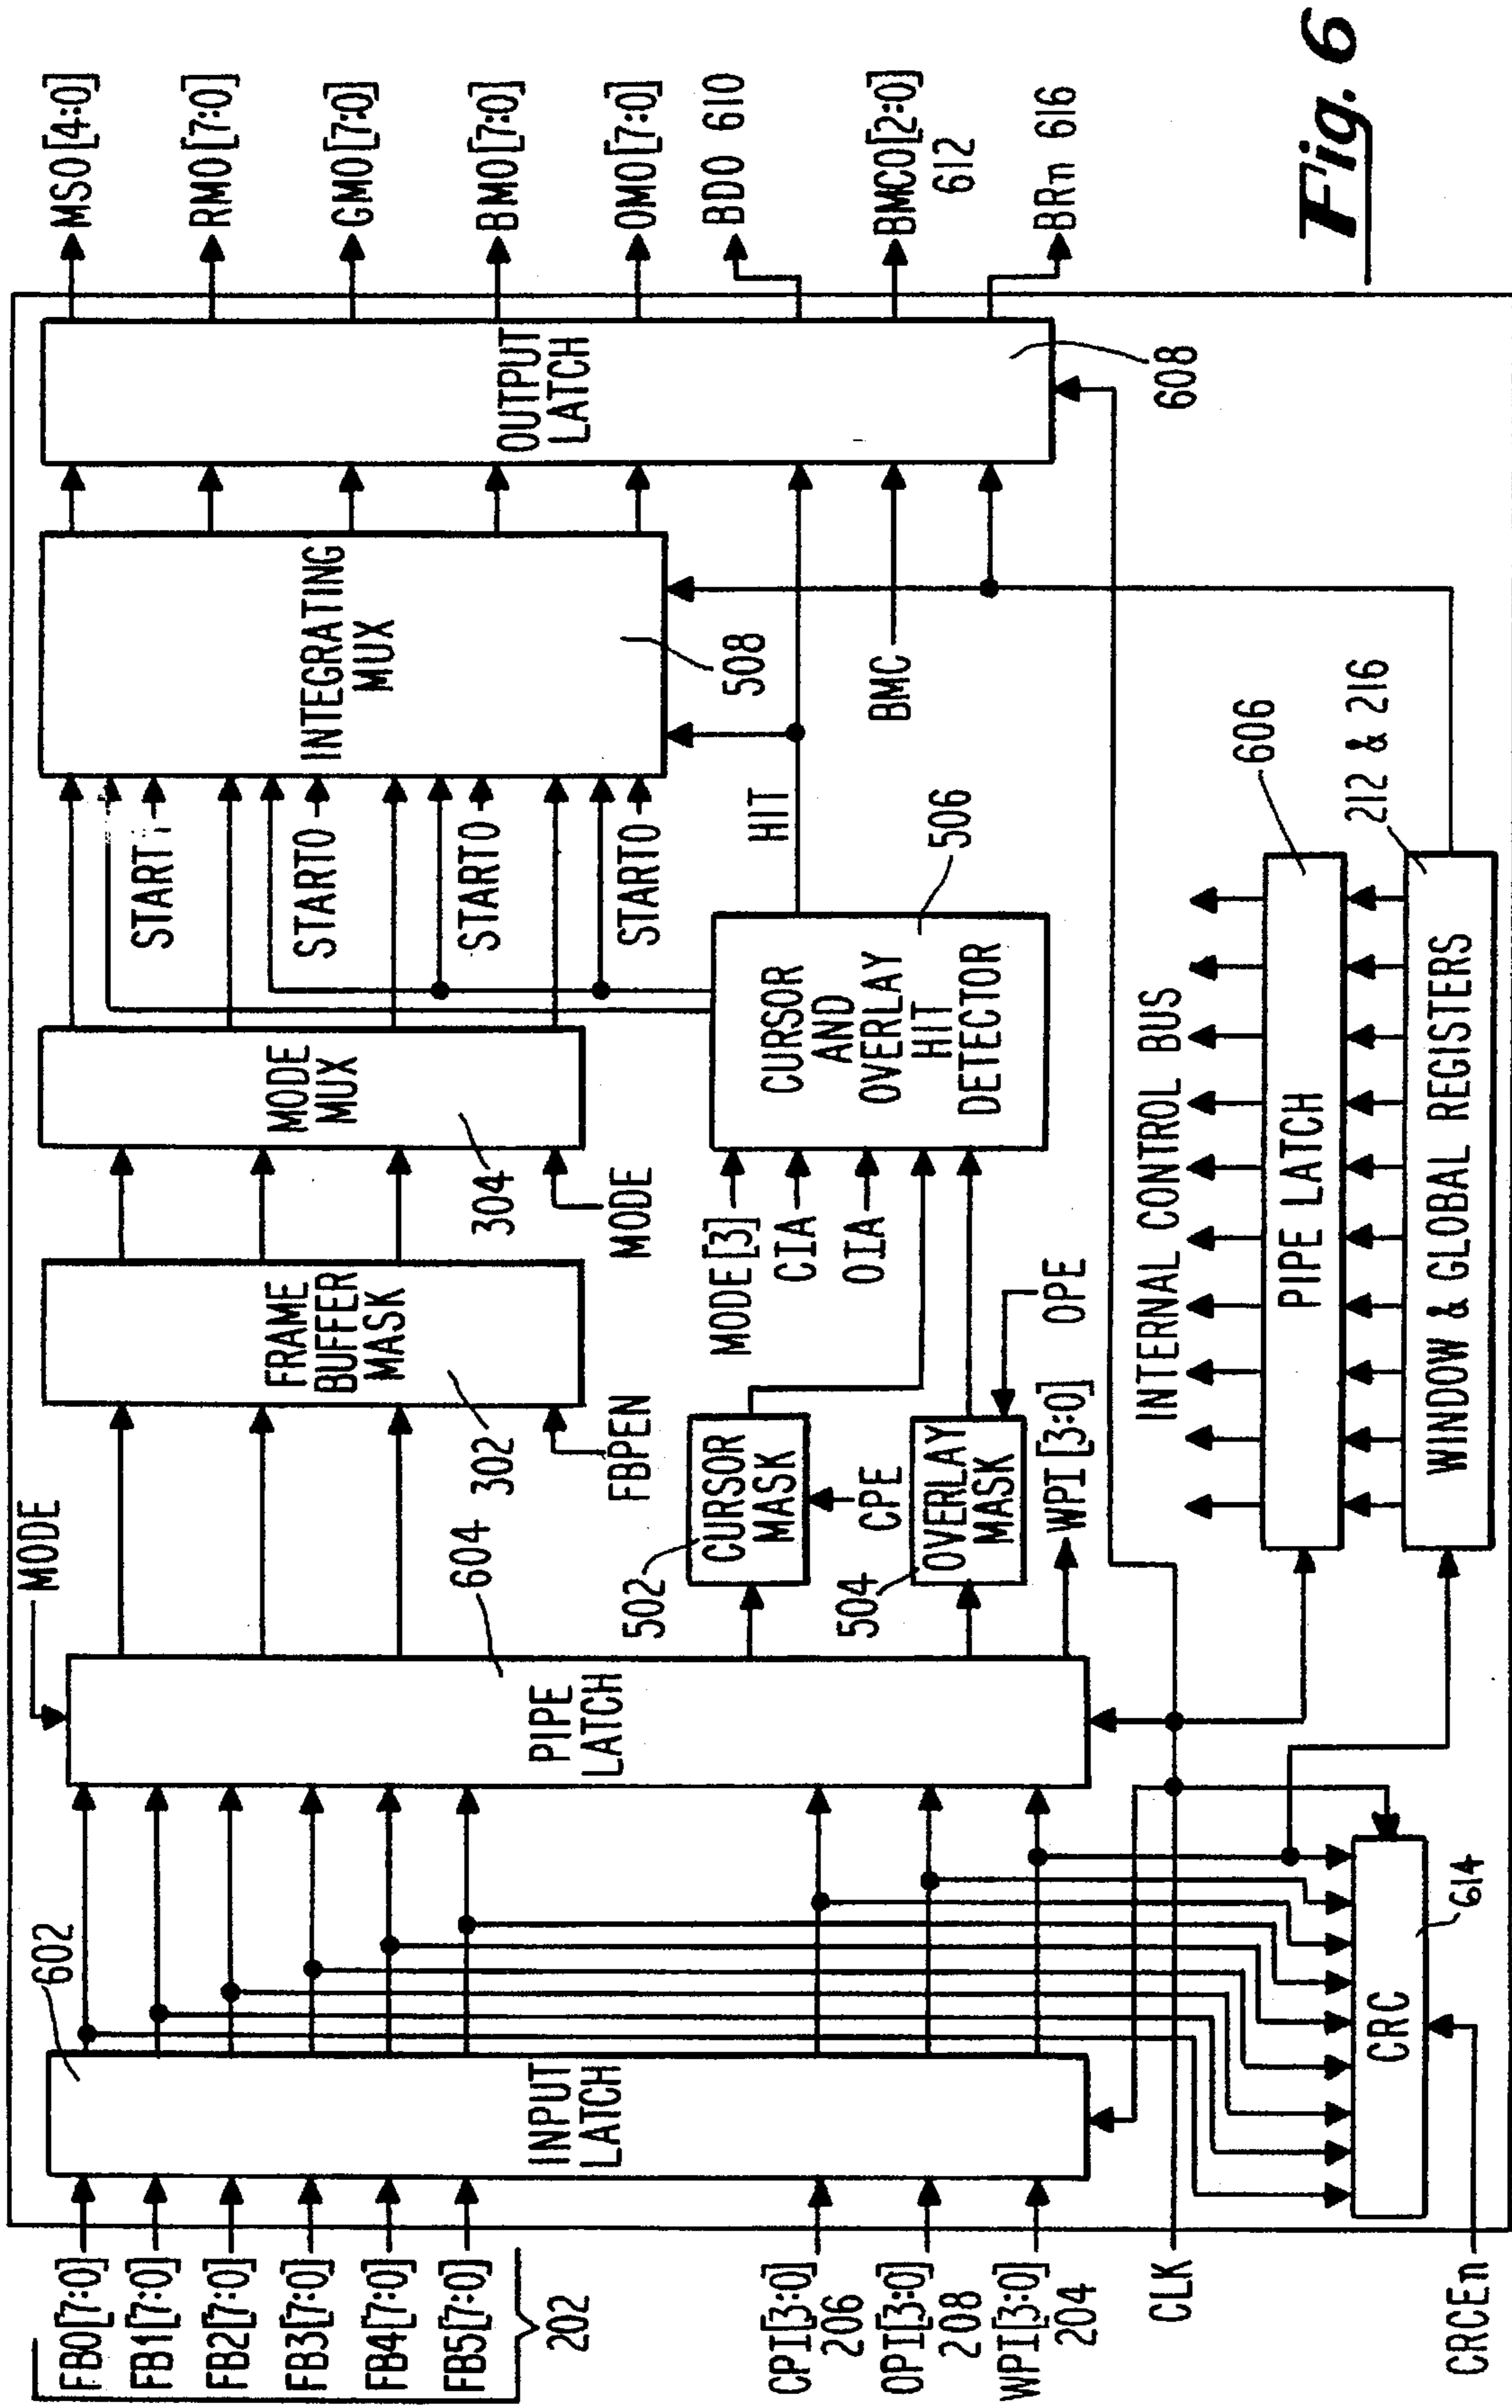 FB0[7:0]
FB1[7:0]
FB2[7:0]
FB3[7:0]
FB4[7:0]
FB5[7:0]
202
CPI[3:0]
206
OPI[3:0]
208
WPI[3:0]
204
CLK
CRCEn
602
INPUT
LATCH
CRC
614
MODE
PIPE
LATCH
604
FRAME
BUFFER
MASK
302
FBPEN
CURSOR
MASK
502
CPE
OVERLAY
MASK
504
OPE
WPI[3:0]
MODE
MUX
304
MODE
MODE[3]
CIA
OIA
CURSOR
AND
OVERLAY
HIT
DETECTOR
506
HIT
START1
START0
START0
START0
INTEGRATING
MUX
508
BMC
INTERNAL CONTROL BUS
PIPE LATCH
606
WINDOW & GLOBAL REGISTERS
212 & 216
OUTPUT
LATCH
608
MSO[4:0]
RMO[7:0]
GMO[7:0]
BMO[7:0]
OMO[7:0]
BDO 610
BMCO[2:0]
612
BRn 616
Fig. 6